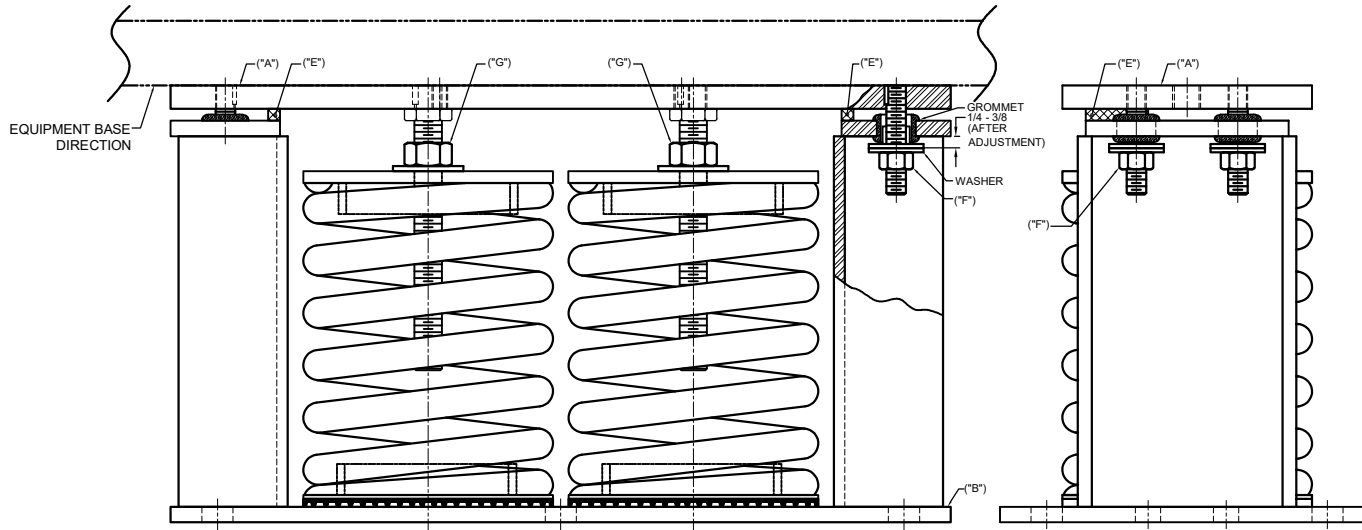 ("A")
("E")
("G")
("G")
("E")
("E")
("A")
EQUIPMENT BASE
DIRECTION
GROMMET
1/4 - 3/8
(AFTER
ADJUSTMENT)
WASHER
("F")
("F")
("B")